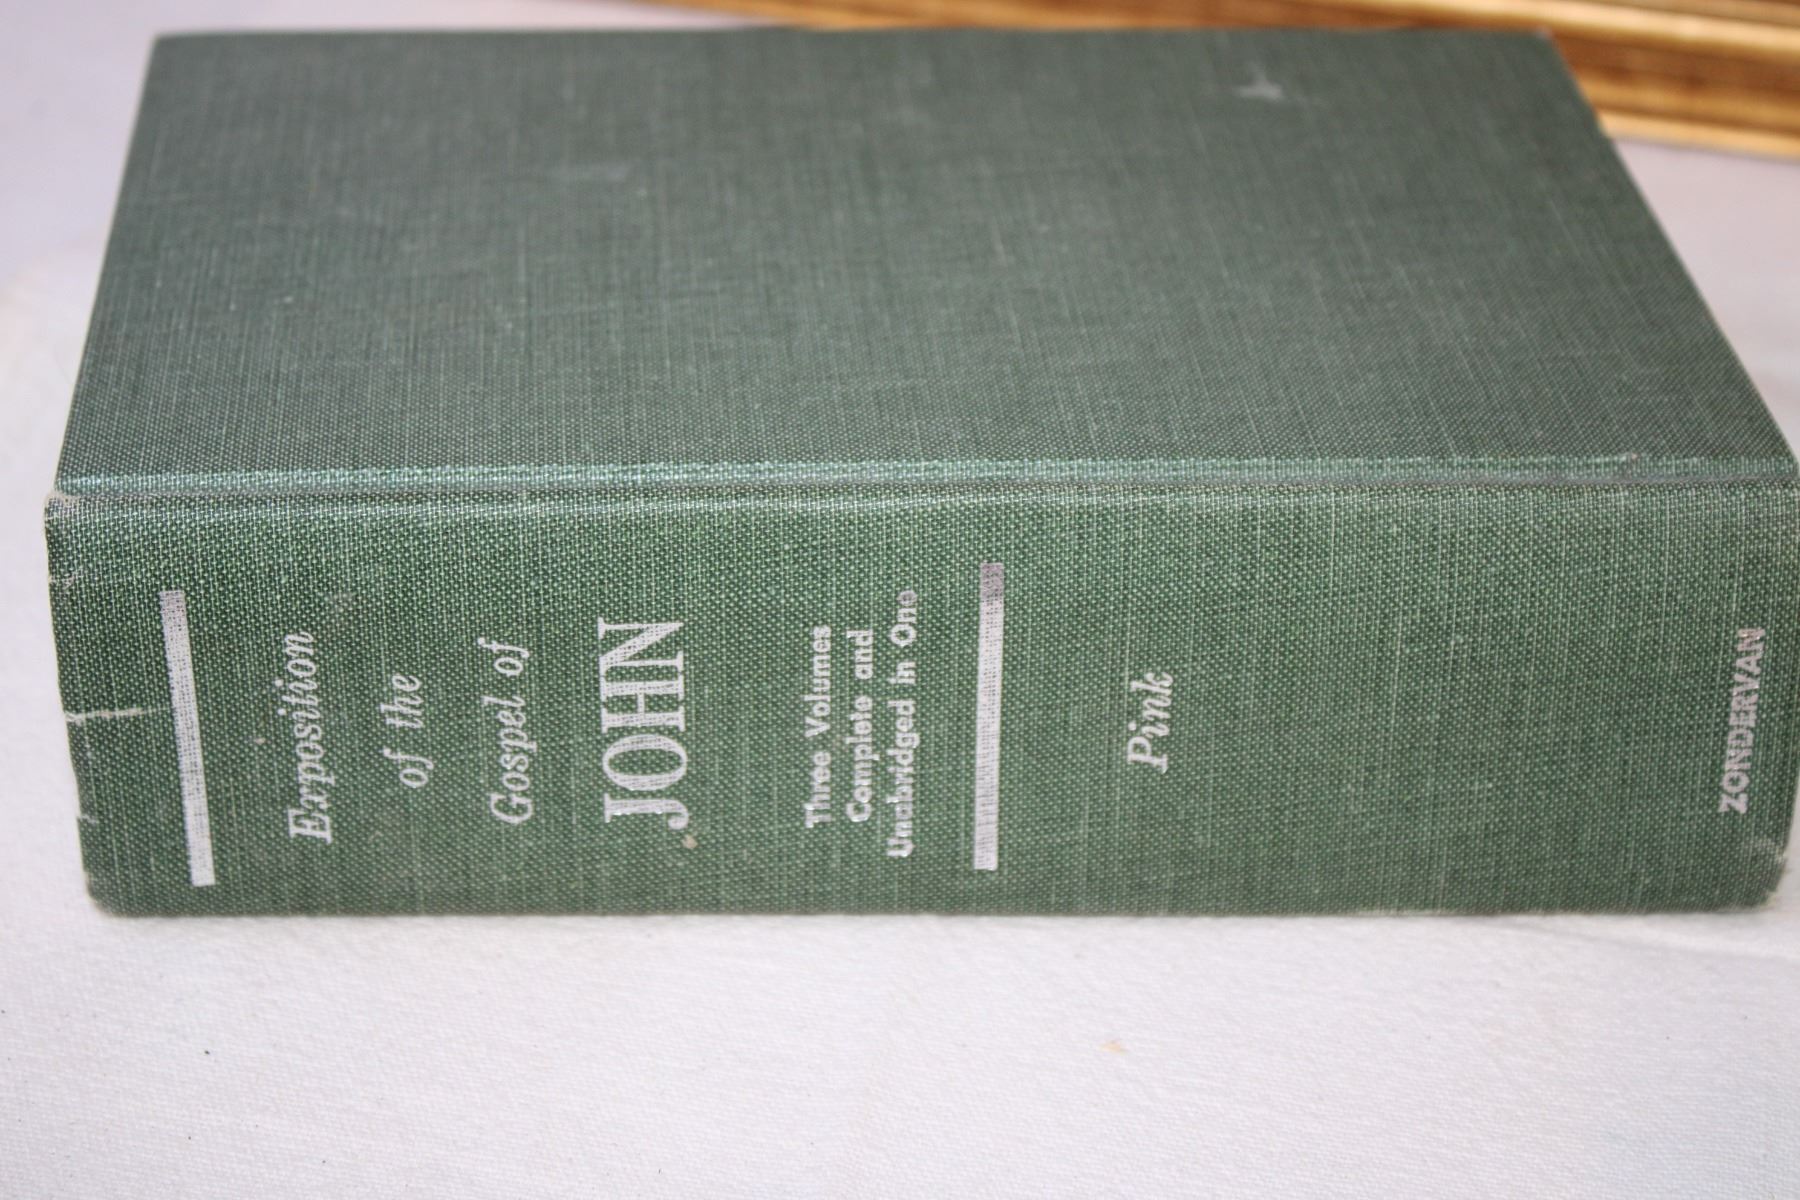 Exposition
of the
Gospel of
JOHN
Three Volumes
Complete and
Unabridged in One
Pink
ZONDERVAN